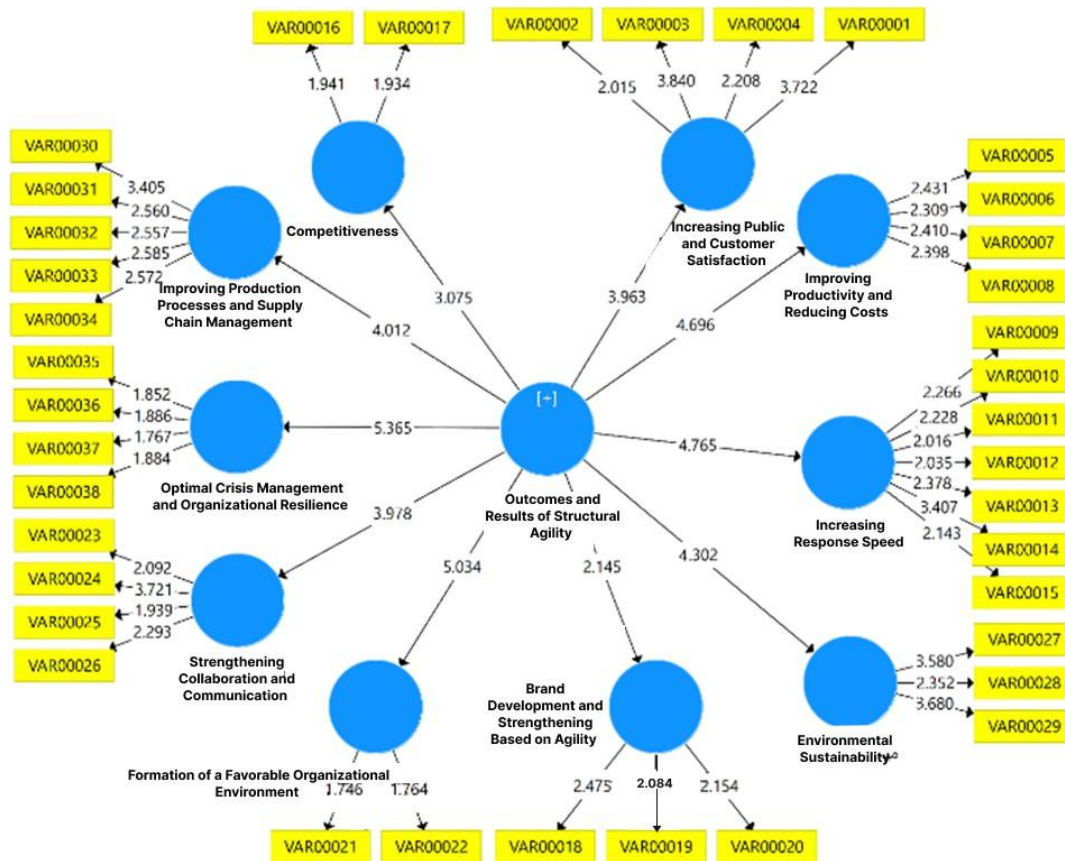 VAR00016
VAR00017
1.941
1.934
Competitiveness
VAR00002
VAR00003
VAR00004
VAR00001
2.015
3.840
2.208
3.722
Increasing Public
and Customer
Satisfaction
VAR00005
VAR00006
VAR00007
VAR00008
2.431
2.309
2.410
2.398
Improving
Productivity and
Reducing Costs
VAR00030
VAR00031
VAR00032
VAR00033
VAR00034
3.405
2.560
2.557
2.585
2.572
Improving Production
Processes and Supply
Chain Management
3.075
3.963
4.012
4.696
VAR00009
VAR00010
VAR00011
VAR00012
VAR00013
VAR00014
VAR00015
2.266
2.228
2.016
2.035
2.378
3.407
2.143
Increasing
Response Speed
VAR00035
VAR00036
VAR00037
VAR00038
1.852
1.886
1.767
1.884
Optimal Crisis Management
and Organizational Resilience
[+]
5.365
4.765
Outcomes and
Results of Structural
Agility
3.978
5.034
2.145
4.302
VAR00023
VAR00024
VAR00025
VAR00026
2.092
3.721
1.939
2.293
Strengthening
Collaboration and
Communication
VAR00027
VAR00028
VAR00029
3.580
2.352
3.680
Environmental
Sustainability
Brand
Development and
Strengthening
Based on Agility
2.475
2.084
2.154
VAR00018
VAR00019
VAR00020
Formation of a Favorable Organizational
Environment
1.746
1.764
VAR00021
VAR00022